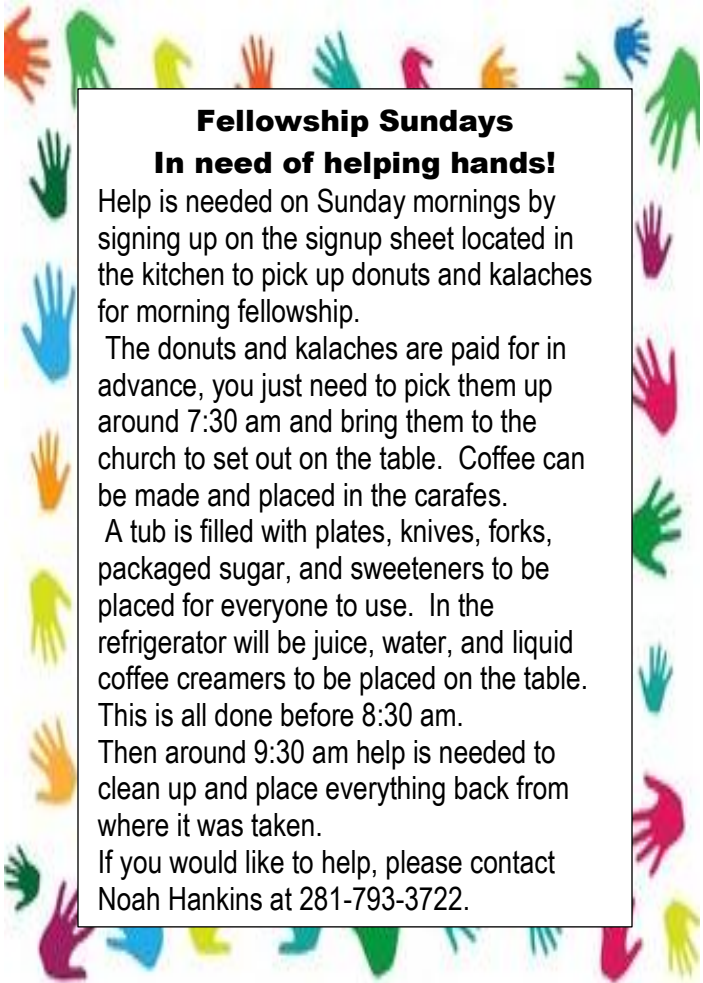 Fellowship Sundays
In need of helping hands!
Help is needed on Sunday mornings by
signing up on the signup sheet located in
the kitchen to pick up donuts and kalaches
for morning fellowship.
The donuts and kalaches are paid for in
advance, you just need to pick them up
around 7:30 am and bring them to the
church to set out on the table.  Coffee can
be made and placed in the carafes.
A tub is filled with plates, knives, forks,
packaged sugar, and sweeteners to be
placed for everyone to use.  In the
refrigerator will be juice, water, and liquid
coffee creamers to be placed on the table.
This is all done before 8:30 am.
Then around 9:30 am help is needed to
clean up and place everything back from
where it was taken.
If you would like to help, please contact
Noah Hankins at 281-793-3722.